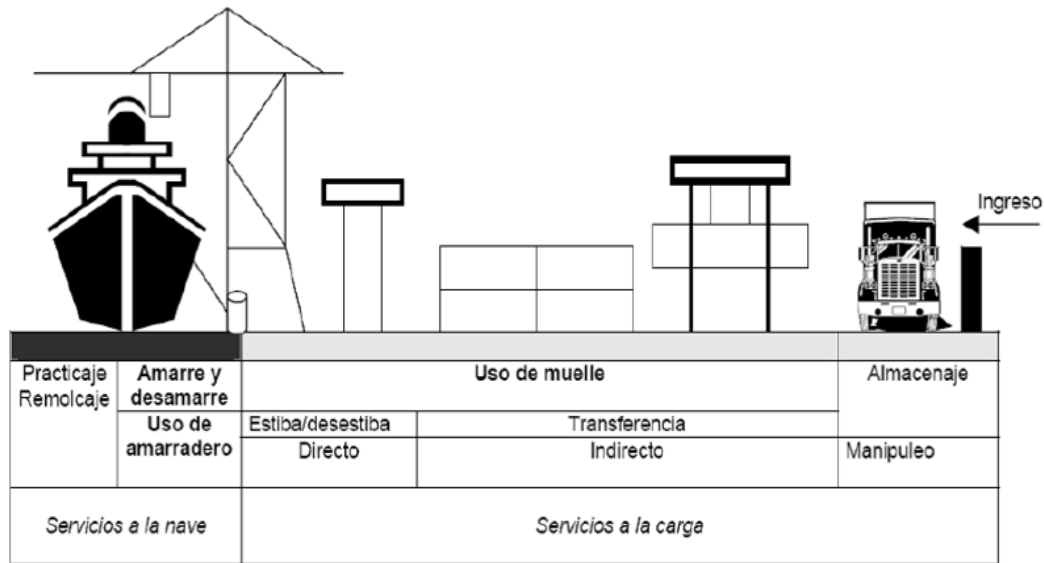 Ingreso
Practicaje
Remolcaje
Amarre y
desamarre
Uso de muelle
Almacenaje
Uso de
amarradero
Estiba/desestiba
Transferencia
Directo
Indirecto
Manipuleo
Servicios a la nave
Servicios a la carga